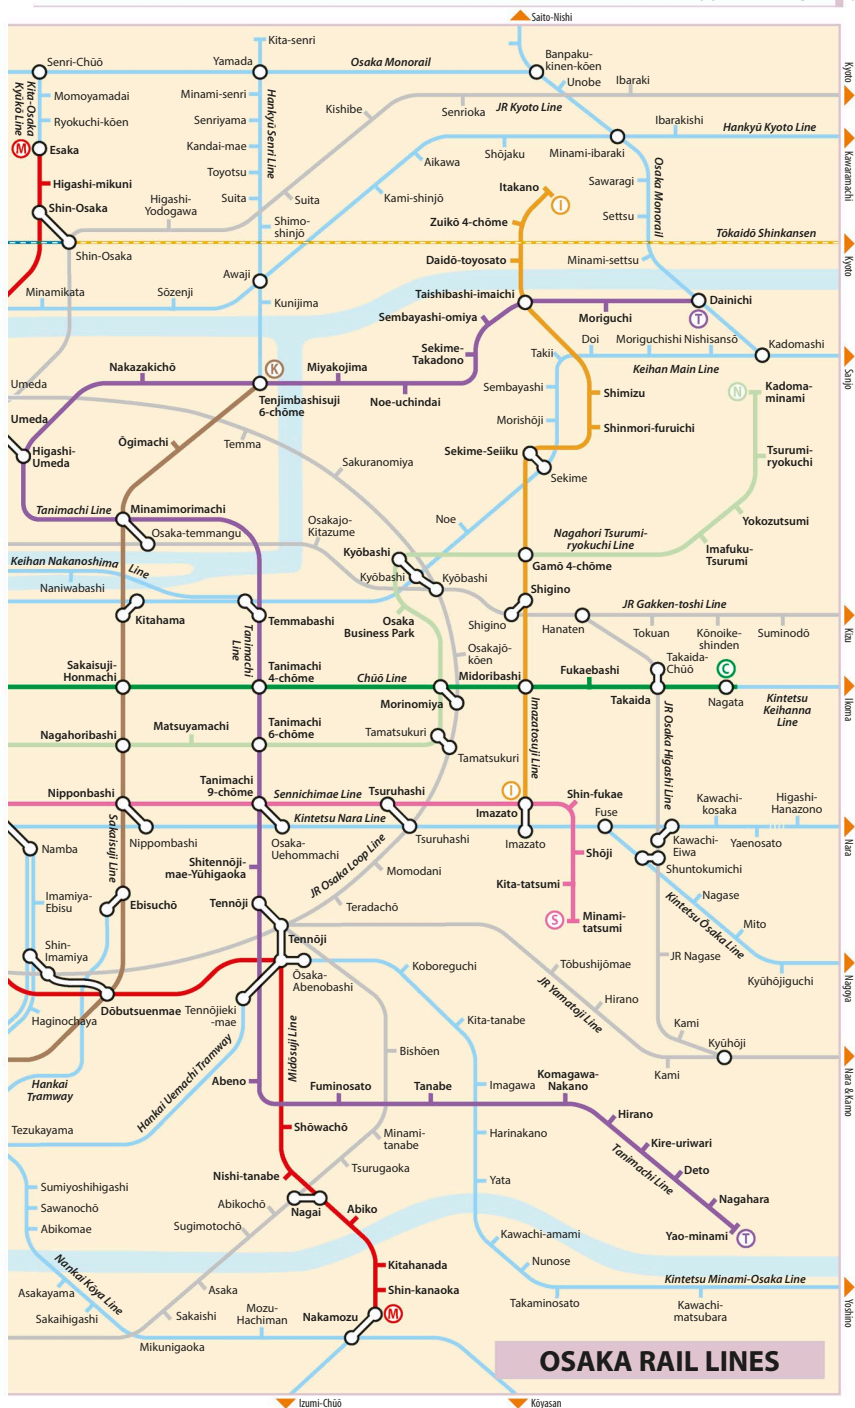 Saito-Nishi
Kita-senri
Senri-Chūō
Yamada
Osaka Monorail
Banpaku-
kinen-kōen
Kyoto
Unobe
Ibaraki
Kita-Osaka
Kyūkō Line
Momoyamadai
Minami-senri
Hankyū Senri Line
Kishibe
Senrioka
JR Kyoto Line
Ryokuchi-kōen
Senriyama
Ibarakishi
Hankyū Kyoto Line
Kawaramachi
M
Esaka
Kandai-mae
Aikawa
Shōjaku
Minami-ibaraki
Toyotsu
Higashi-mikuni
Itakano
I
Sawaragi
Osaka Monorail
Suita
Suita
Kami-shinjō
Higashi-
Yodogawa
Shin-Osaka
Shimo-
shinjō
Zuikō 4-chōme
Settsu
Tōkaidō Shinkansen
Kyoto
Shin-Osaka
Daidō-toyosato
Minami-settsu
Awaji
Minamikata
Sōzenji
Kunijima
Taishibashi-imaichi
Dainichi
Sembayashi-omiya
Moriguchi
T
Sekime-
Takadono
Takii
Doi
Moriguchishi
Nishisansō
Kadomashi
Sanjo
Nakazakichō
K
Miyakojima
Keihan Main Line
Umeda
Tenjimbashisuji
6-chōme
Noe-uchindai
Sembayashi
Shimizu
N
Kadoma-
minami
Umeda
Morishōji
Shinmori-furuichi
Ōgimachi
Temma
Higashi-
Umeda
Sakuranomiya
Sekime-Seiiku
Sekime
Tsurumi-
ryokuchi
Tanimachi Line
Minamimorimachi
Osaka-temmangu
Osakajo-
Kitazume
Noe
Yokozutsumi
Nagahori Tsurumi-
ryokuchi Line
Imafuku-
Tsurumi
Keihan Nakanoshima Line
Kyōbashi
Gamō 4-chōme
Naniwabashi
Kyōbashi
Kyōbashi
Shigino
JR Gakken-toshi Line
Kizu
Kitahama
Temmabashi
Osaka
Business Park
Shigino
Hanaten
Tokuan
Kōnoike-
shinden
Suminodō
Tanimachi
Line
Osakajō-
kōen
Takaida-
Chūō
C
Sakaisuji-
Honmachi
Tanimachi
4-chōme
Chūō Line
Midoribashi
Fukaebashi
Takaida
Nagata
Kintetsu
Keihanna
Line
Ikoma
Morinomiya
Nagahoribashi
Matsuyamachi
Tanimachi
6-chōme
Tamatsukuri
Tamatsukuri
Imazatosuji Line
JR Osaka Higashi Line
Nipponbashi
Tanimachi
9-chōme
Sennichimae Line
Tsuruhashi
I
Imazato
Shin-fukae
Fuse
Kawachi-
kosaka
Higashi-
Hanazono
Kintetsu Nara Line
Nara
Namba
Nippombashi
Sakaisuji Line
Osaka-
Uehommachi
Tsuruhashi
Imazato
Shōji
Kawachi-
Eiwa
Yaenosato
Shitennōji-
mae-Yūhigaoka
JR Osaka Loop Line
Momodani
Shuntokumichi
Imamiya-
Ebisu
Ebisuchō
Tennōji
Teradachō
Kita-tatsumi
S
Minami-
tatsumi
Nagase
Kintetsu Ōsaka Line
Mito
Shin-
Imamiya
Tennōji
Ōsaka-
Abenobashi
Koboreguchi
Tōbushijōmae
JR Nagase
Kyūhōjiguchi
Nagoya
Haginochaya
Dōbutsuenmae
Tennōjieki
-mae
Kita-tanabe
JR Yamatoji Line
Hirano
Kami
Kyūhōji
Midōsuji Line
Bishōen
Kami
Nara & Kamo
Hankai
Tramway
Hankai Uemachi Tramway
Abeno
Fuminosato
Tanabe
Imagawa
Komagawa-
Nakano
Tezukayama
Shōwachō
Minami-
tanabe
Harinakano
Hirano
Kire-uriwari
Tanimachi Line
Deto
Nishi-tanabe
Tsurugaoka
Yata
Sumiyoshihigashi
Sawanochō
Abikomae
Abikochō
Nagai
Abiko
Nagahara
Sugimotochō
Yao-minami
T
Kawachi-amami
Nankai Kōya Line
Kitahanada
Nunose
Asakayama
Asaka
Shin-kanaoka
Kintetsu Minami-Osaka Line
Yoshino
Sakaihigashi
Sakaishi
Mozu-
Hachiman
Nakamozu
M
Takaminosato
Kawachi-
matsubara
Mikunigaoka
OSAKA RAIL LINES
Izumi-Chūō
Kōyasan